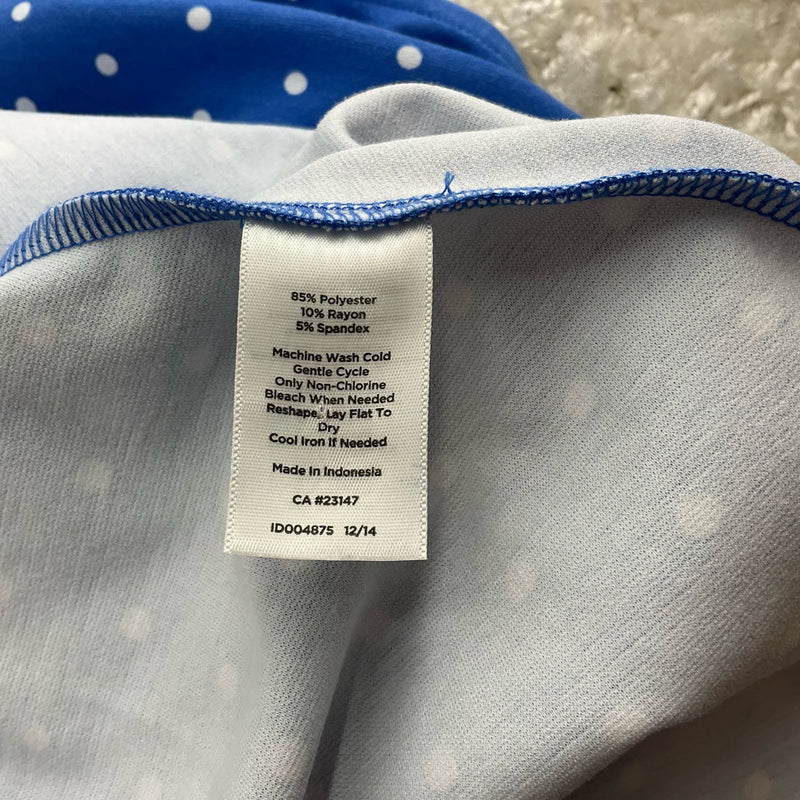 85% Polyester
10% Rayon
5% Spandex
Machine Wash Cold
Gentle Cycle
Only Non-Chlorine
Bleach When Needed
Reshape, Lay Flat To
Dry
Cool Iron If Needed
Made In Indonesia
CA #23147
ID004875 12/14